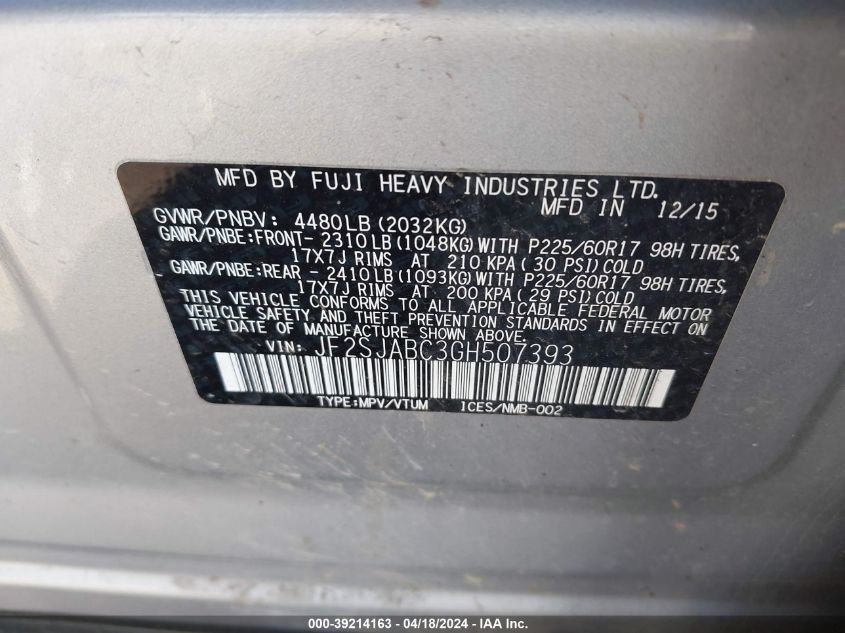 MFD BY FUJI HEAVY INDUSTRIES LTD.
MFD IN 12/15
GVWR/PNBV: 4480LB(2032KG)
GAWR/PNBE:FRONT- 2310LB(1048KG)WITH P225/60R17 98H TIRES,
17X7J RIMS AT 210 KPA(30 PSI)COLD
GAWR/PNBE:REAR - 2410LB(1093KG)WITH P225/60R17 98H TIRES,
17X7J RIMS AT 200 KPA(29 PSI)COLD
THIS VEHICLE CONFORMS TO ALL APPLICABLE FEDERAL MOTOR
VEHICLE SAFETY AND THEFT PREVENTION STANDARDS IN EFFECT ON
THE DATE OF MANUFACTURE SHOWN ABOVE.
VIN: JF2SJABC3GH507393
TYPE:MPV/VTUM ICES/NMB-002
000-39214163 - 04/18/2024 - IAA Inc.